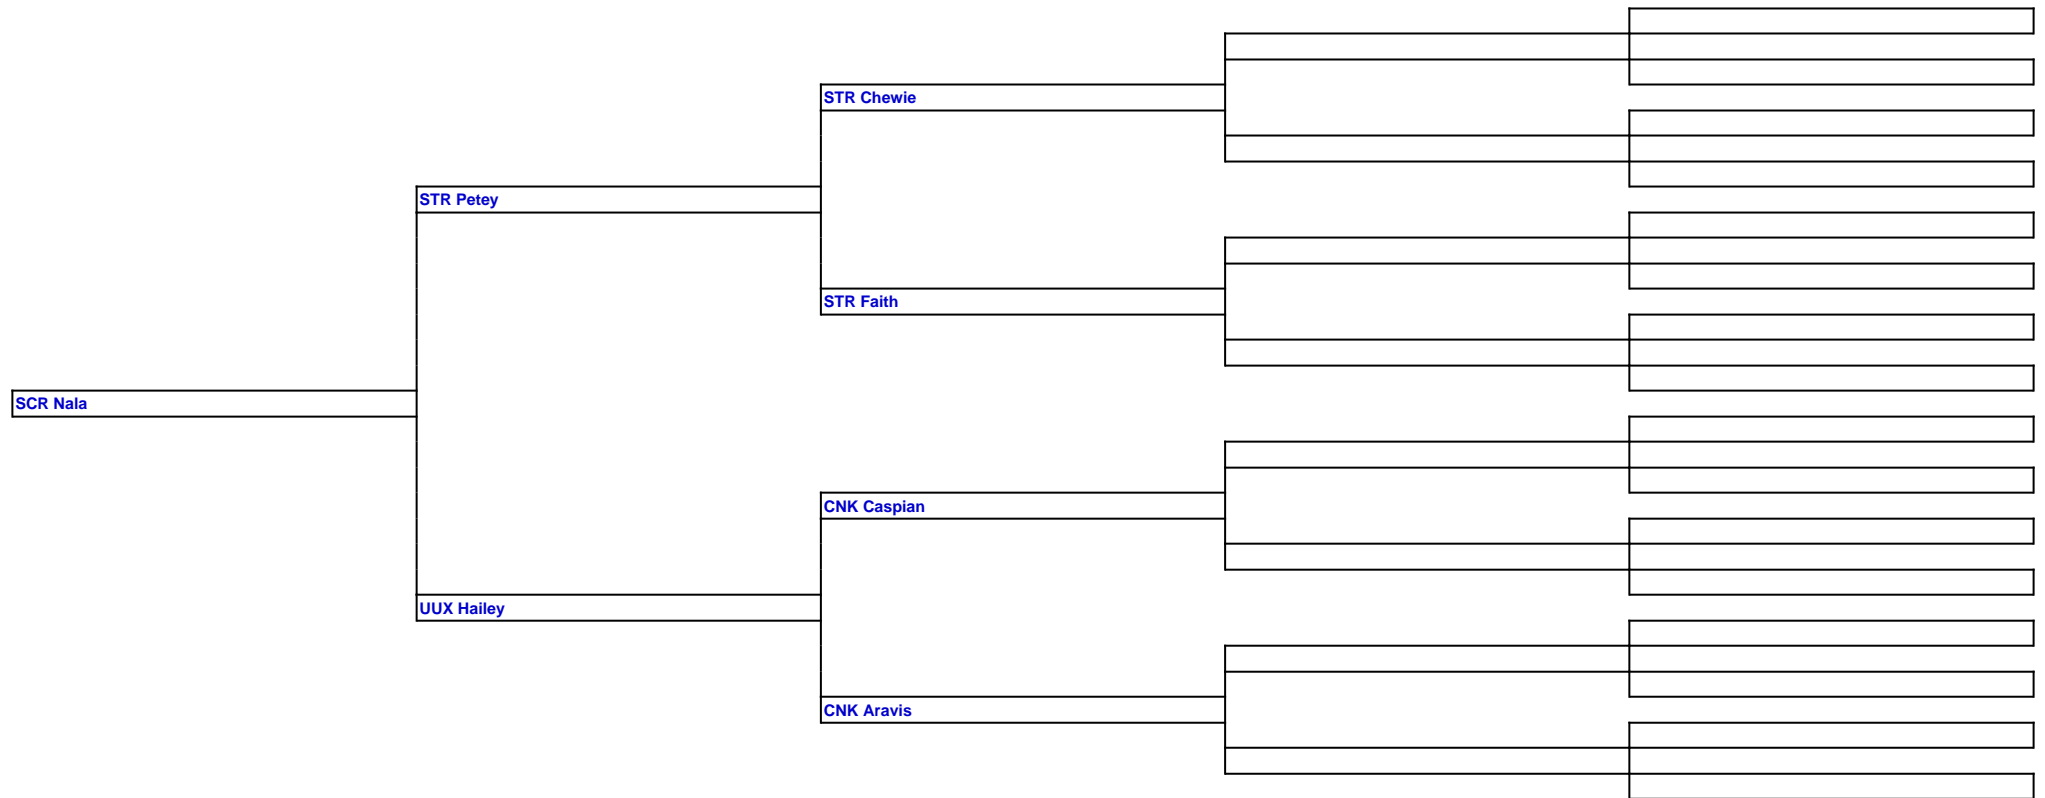 STR Chewie
STR Petey
STR Faith
SCR Nala
CNK Caspian
UUX Hailey
CNK Aravis